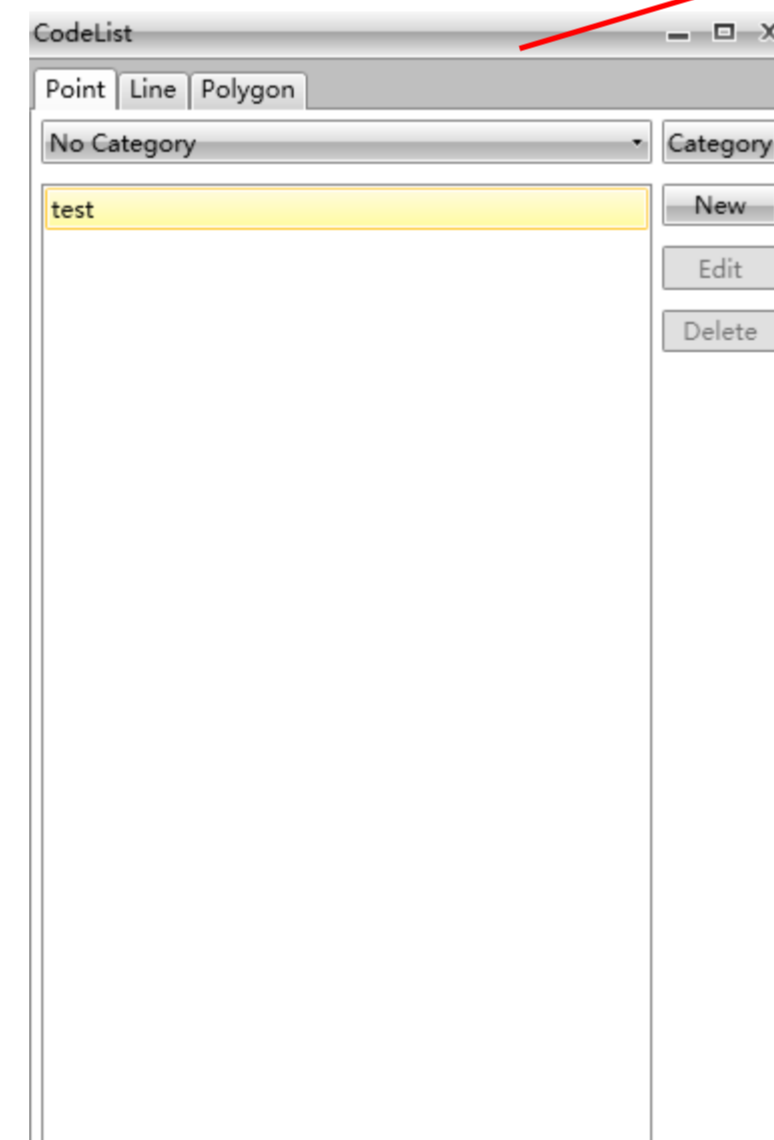 CodeList
Point Line Polygon
No Category Category
test New
Edit
Delete